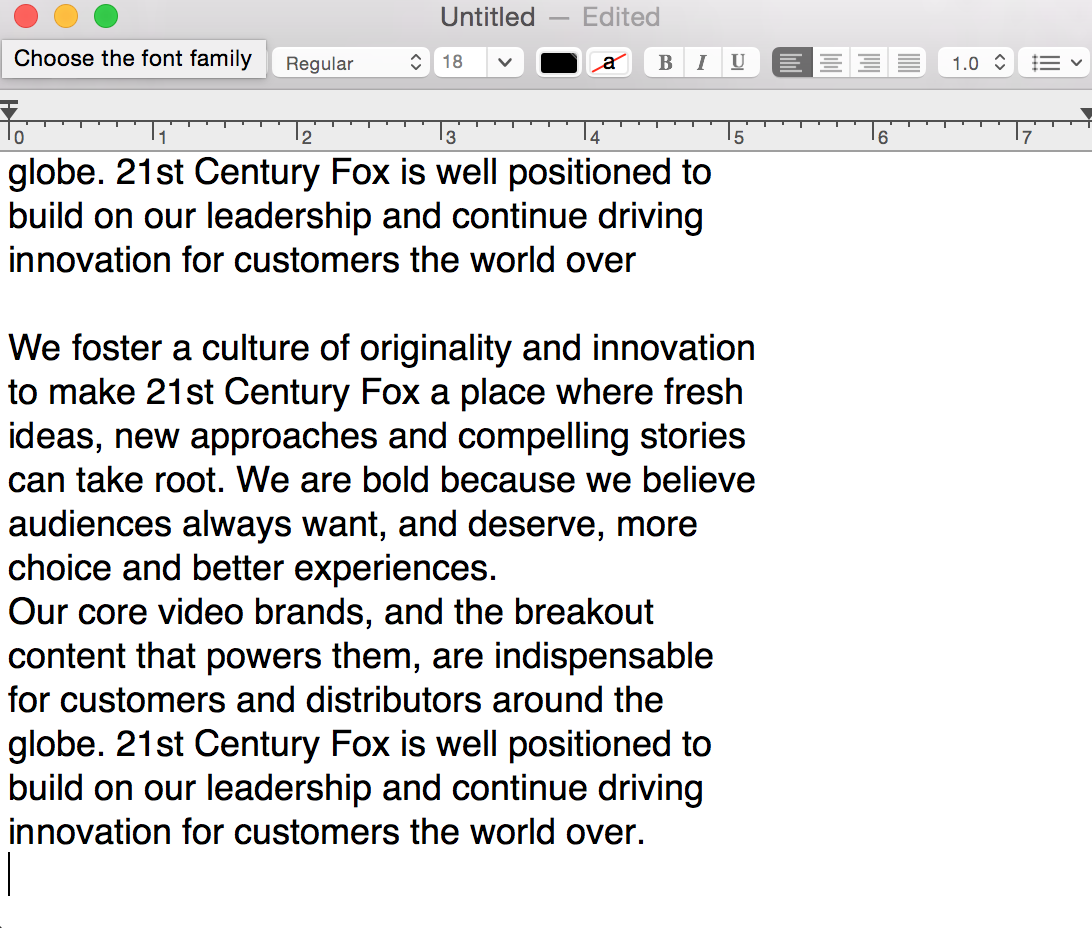 Untitled — Edited
Choose the font family Regular 18 a B I U 1.0
0 1 2 3 4 5 6 7
globe. 21st Century Fox is well positioned to
build on our leadership and continue driving
innovation for customers the world over
We foster a culture of originality and innovation
to make 21st Century Fox a place where fresh
ideas, new approaches and compelling stories
can take root. We are bold because we believe
audiences always want, and deserve, more
choice and better experiences.
Our core video brands, and the breakout
content that powers them, are indispensable
for customers and distributors around the
globe. 21st Century Fox is well positioned to
build on our leadership and continue driving
innovation for customers the world over.